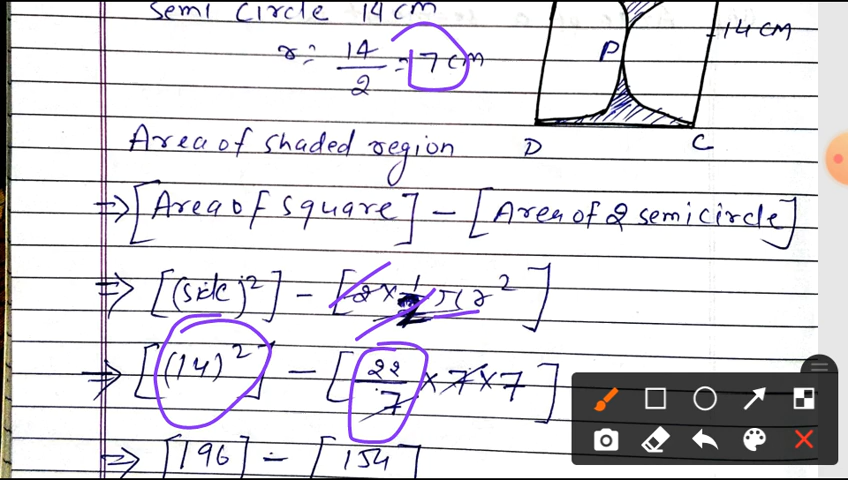 Semi Circle 14 cm
r = 14/2 = 7 cm
P
14 CM
D C
Area of shaded region
⇒ [Area of square] − [Area of 2 semicircle]
⇒ [(side)²] − [2 × 1/2 πr²]
⇒ [(14)²] − [22/7 × 7 × 7]
⇒ [196] − [154]